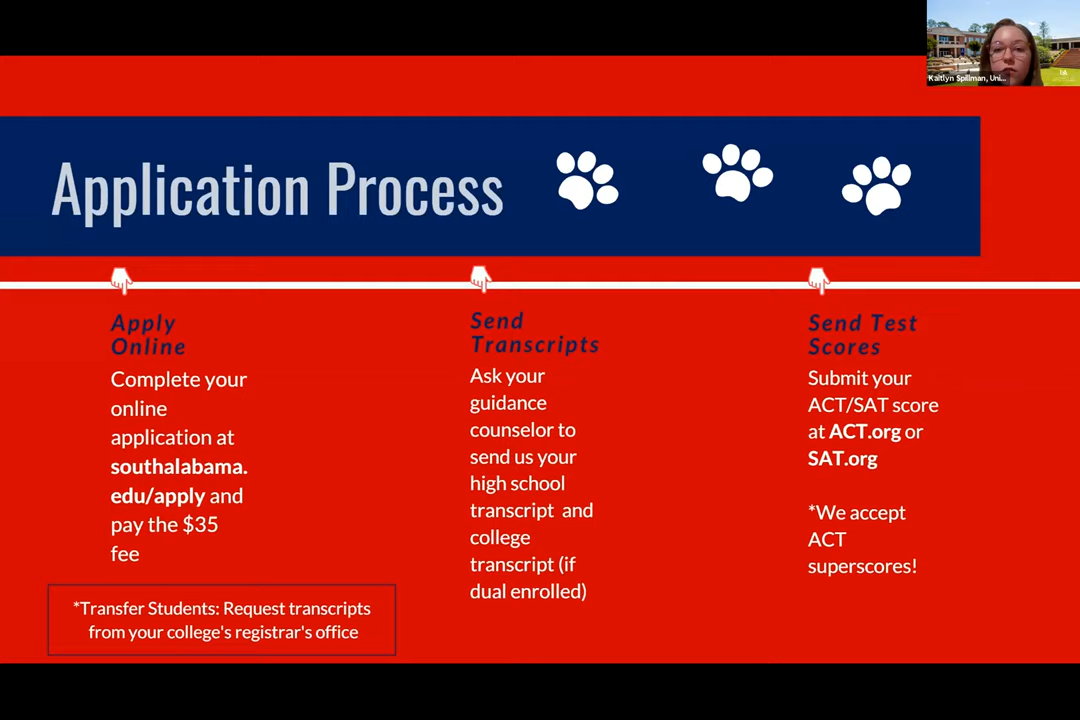 Kaitlyn Spillman, Uni...
Application Process
Apply
Online
Complete your
online
application at
southalabama.
edu/apply and
pay the $35
fee
*Transfer Students: Request transcripts
from your college's registrar's office
Send
Transcripts
Ask your
guidance
counselor to
send us your
high school
transcript and
college
transcript (if
dual enrolled)
Send Test
Scores
Submit your
ACT/SAT score
at ACT.org or
SAT.org
*We accept
ACT
superscores!